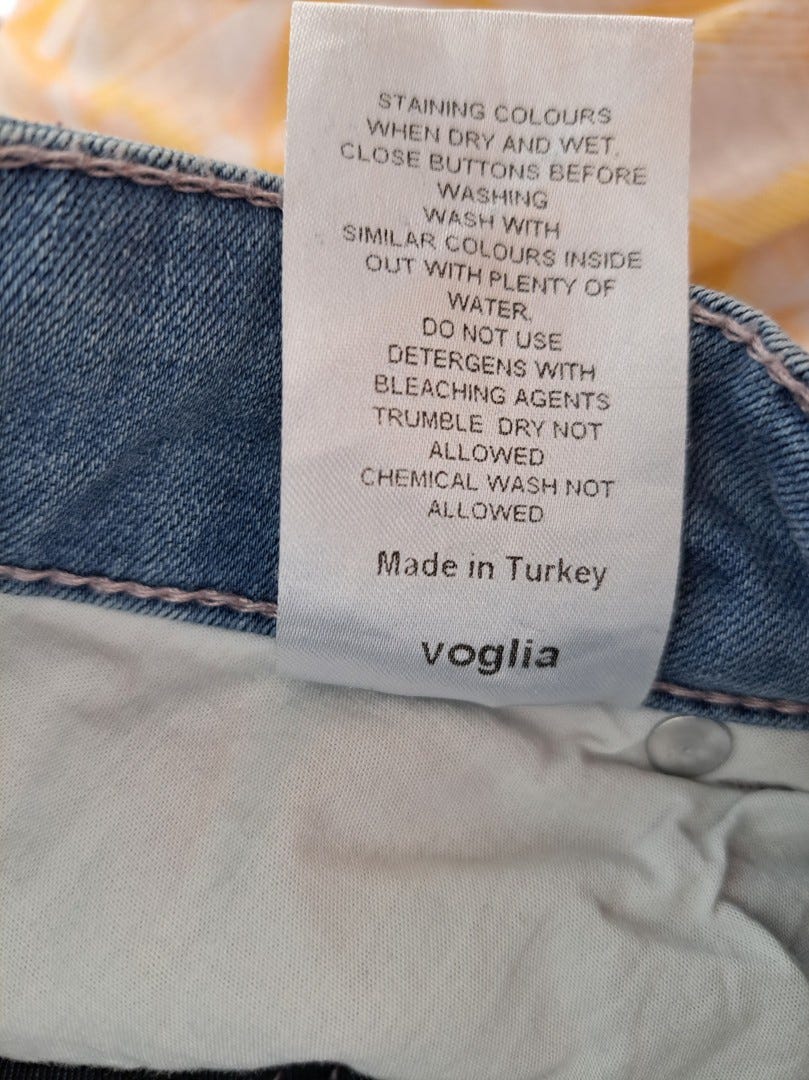 STAINING COLOURS
WHEN DRY AND WET.
CLOSE BUTTONS BEFORE
WASHING
WASH WITH
SIMILAR COLOURS INSIDE
OUT WITH PLENTY OF
WATER.
DO NOT USE
DETERGENS WITH
BLEACHING AGENTS
TRUMBLE DRY NOT
ALLOWED
CHEMICAL WASH NOT
ALLOWED
Made in Turkey
voglia